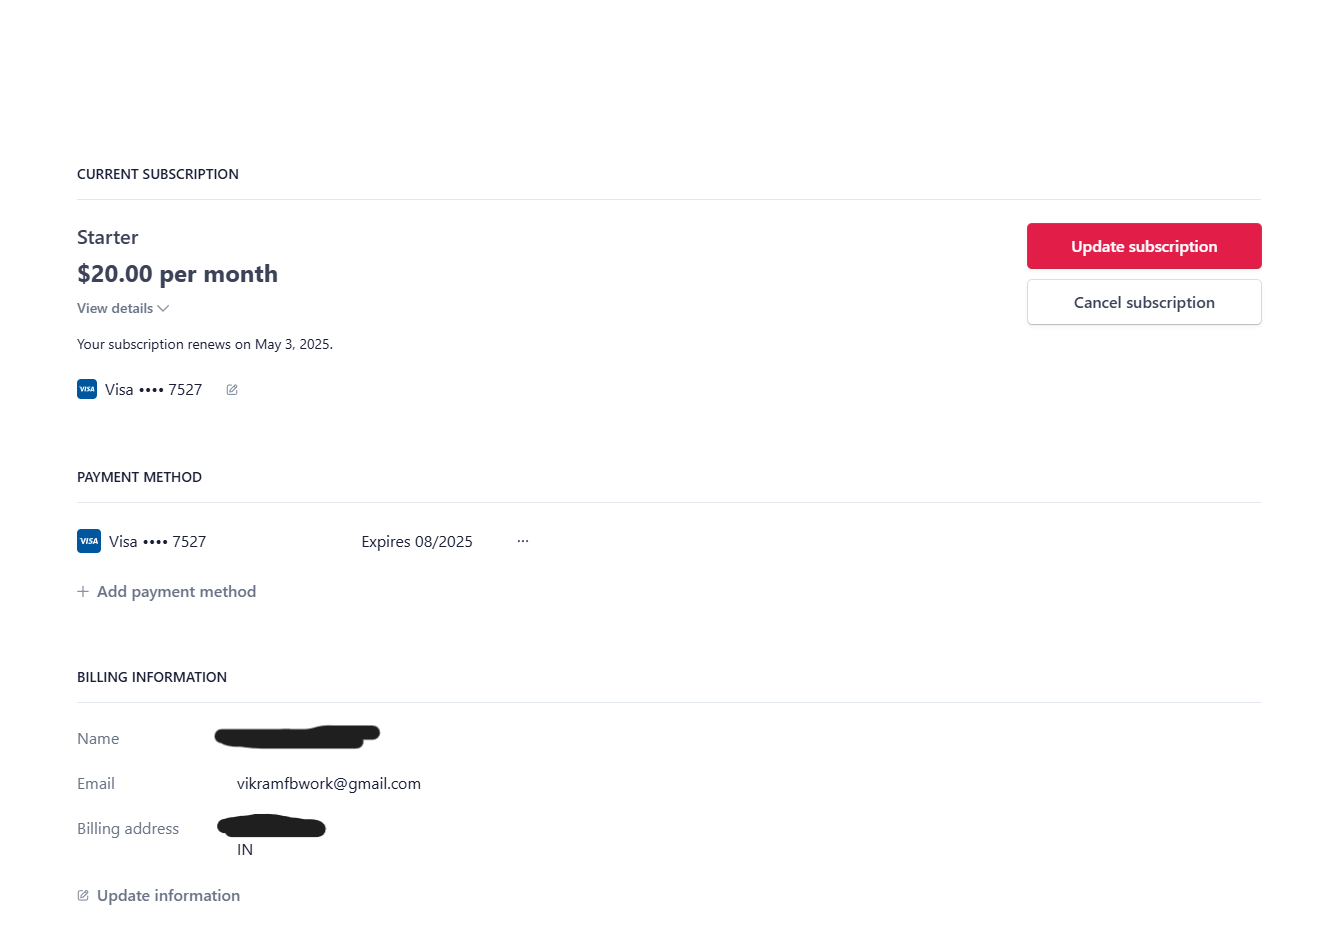 CURRENT SUBSCRIPTION
Starter
$20.00 per month
View details
Your subscription renews on May 3, 2025.
VISA Visa •••• 7527
Update subscription
Cancel subscription
PAYMENT METHOD
VISA Visa •••• 7527 Expires 08/2025 ···
+ Add payment method
BILLING INFORMATION
Name
Email vikramfbwork@gmail.com
Billing address
IN
Update information